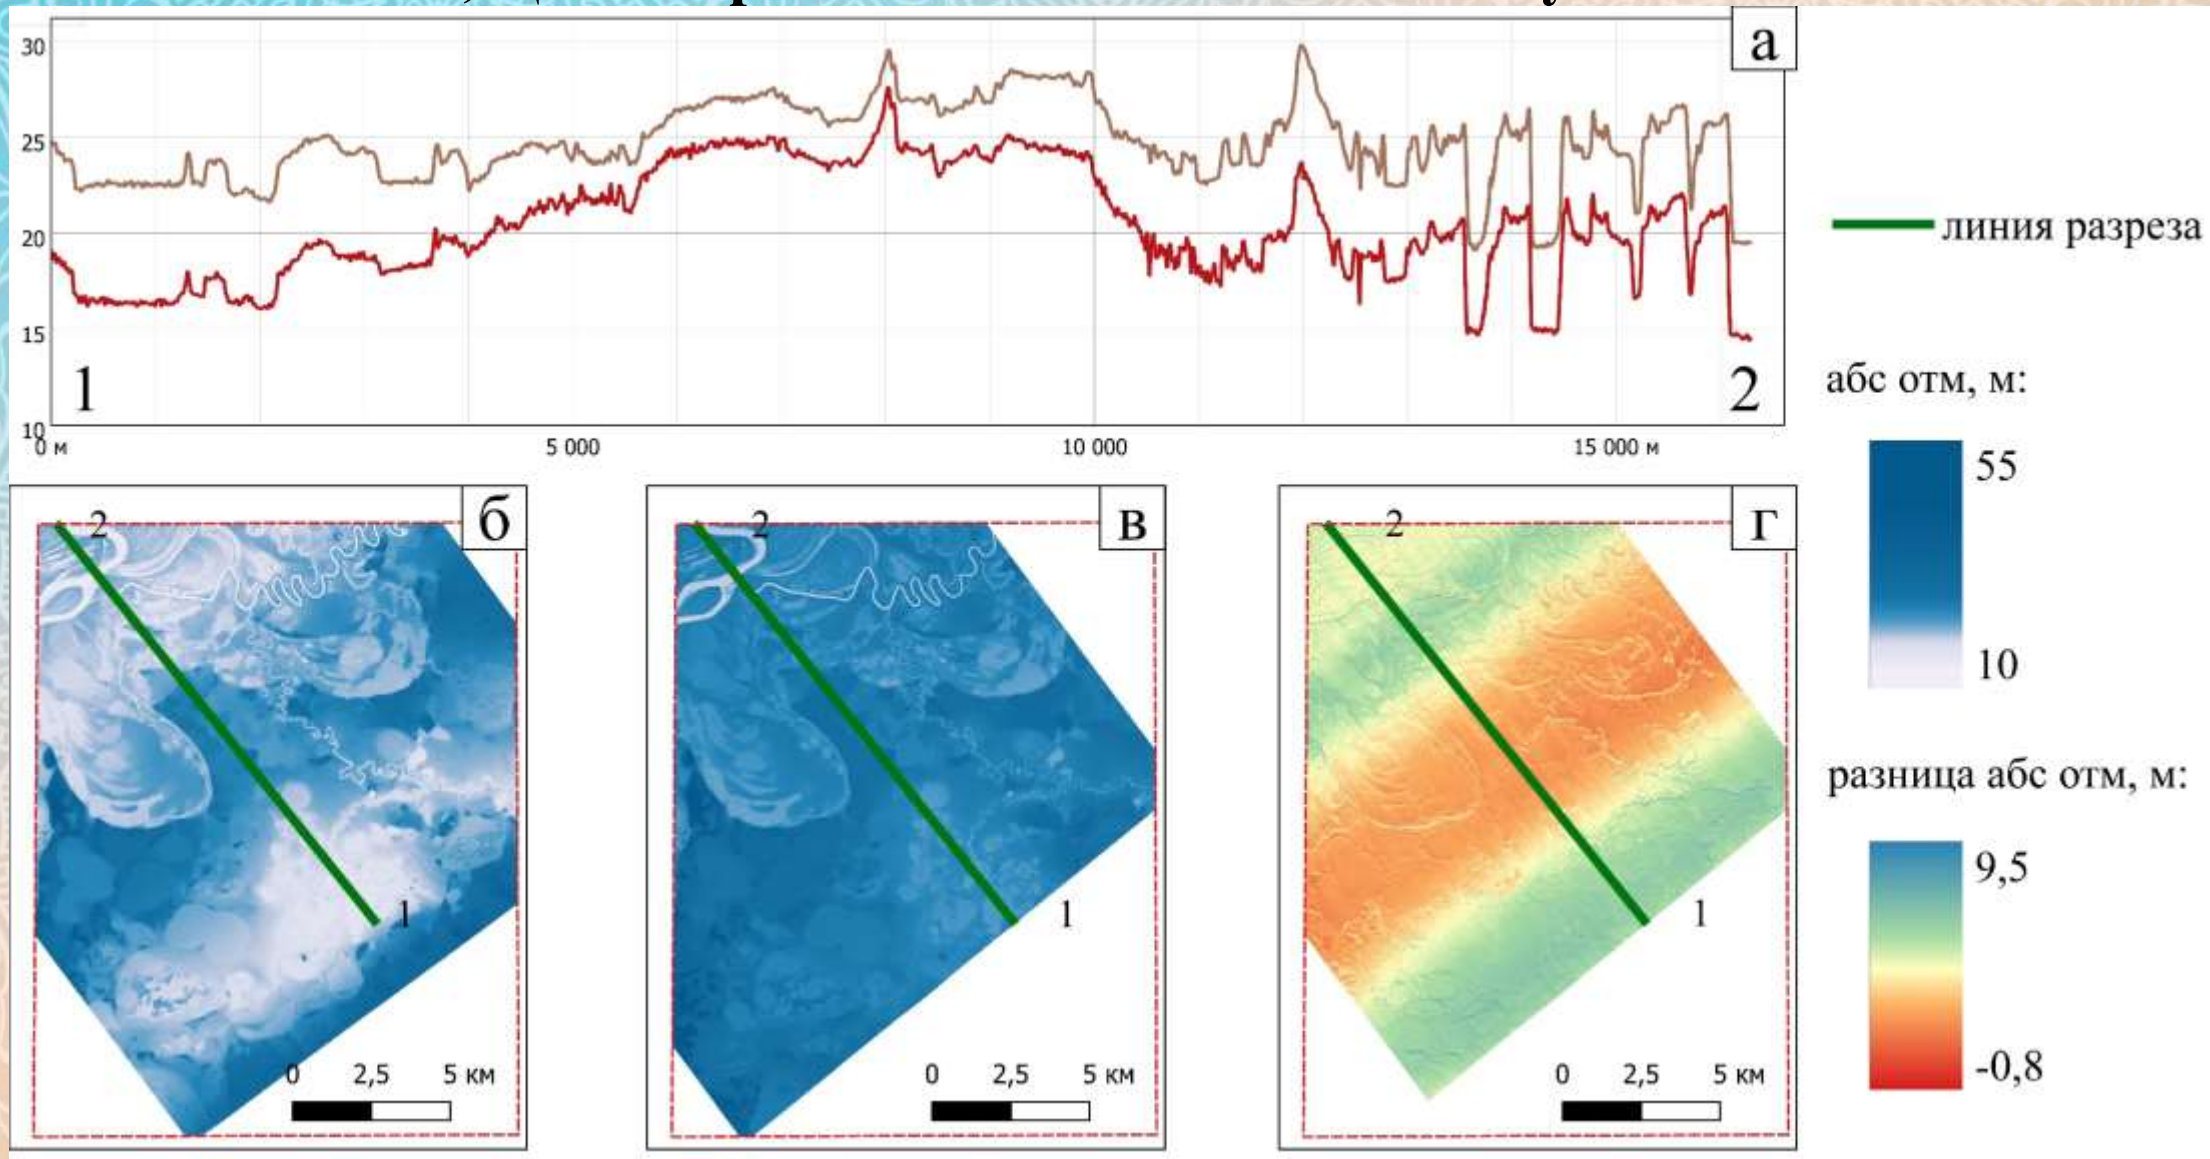 а
30
25
20
15
10
1
2
0 м
5 000
10 000
15 000 м
линия разреза
абс отм, м:
55
10
разница абс отм, м:
9,5
-0,8
б
2
1
0
2,5
5 км
в
2
1
0
2,5
5 км
г
2
1
0
2,5
5 км